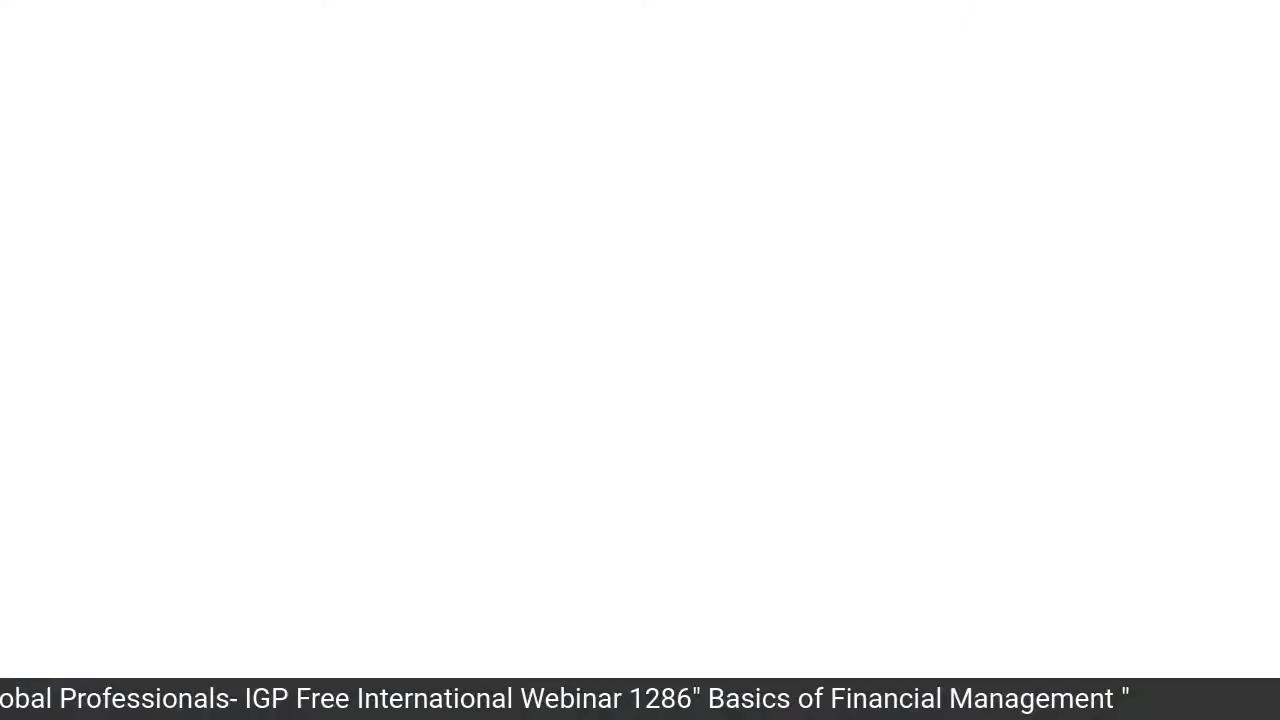 obal Professionals- IGP Free International Webinar 1286" Basics of Financial Management "